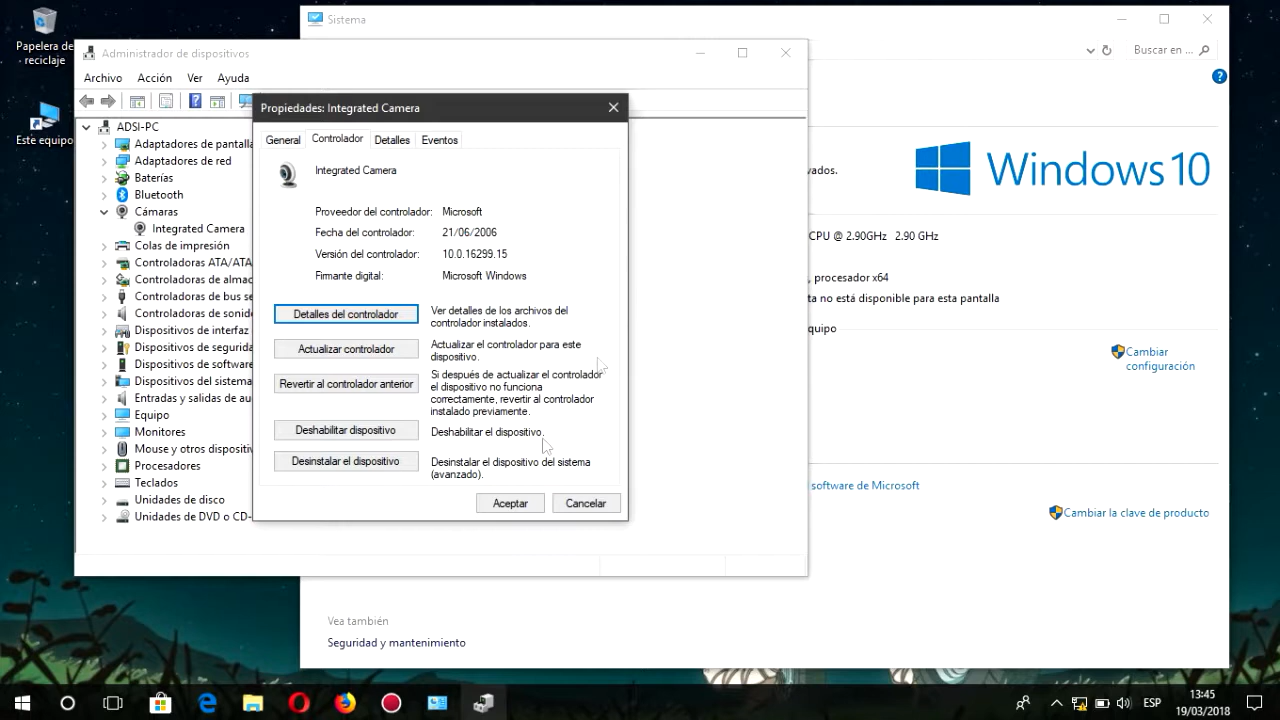 Papelera de
reciclaje
Este equipo
Sistema
Buscar en ...
Administrador de dispositivos
Archivo Acción Ver Ayuda
ADSI-PC
Adaptadores de pantalla
Adaptadores de red
Baterías
Bluetooth
Cámaras
Integrated Camera
Colas de impresión
Controladoras ATA/ATA
Controladoras de almac
Controladoras de bus se
Controladoras de sonido
Dispositivos de interfaz
Dispositivos de segurida
Dispositivos de software
Dispositivos del sistema
Entradas y salidas de au
Equipo
Monitores
Mouse y otros dispositiv
Procesadores
Teclados
Unidades de disco
Unidades de DVD o CD-
Propiedades: Integrated Camera
General Controlador Detalles Eventos
Integrated Camera
Proveedor del controlador: Microsoft
Fecha del controlador: 21/06/2006
Versión del controlador: 10.0.16299.15
Firmante digital: Microsoft Windows
Detalles del controlador
Ver detalles de los archivos del
controlador instalados.
Actualizar controlador
Actualizar el controlador para este
dispositivo.
Revertir al controlador anterior
Si después de actualizar el controlador
el dispositivo no funciona
correctamente, revertir al controlador
instalado previamente.
Deshabilitar dispositivo
Deshabilitar el dispositivo.
Desinstalar el dispositivo
Desinstalar el dispositivo del sistema
(avanzado).
Aceptar Cancelar
vados.
Windows 10
CPU @ 2.90GHz 2.90 GHz
, procesador x64
ta no está disponible para esta pantalla
equipo
Cambiar
configuración
l software de Microsoft
Cambiar la clave de producto
Vea también
Seguridad y mantenimiento
ESP
13:45
19/03/2018